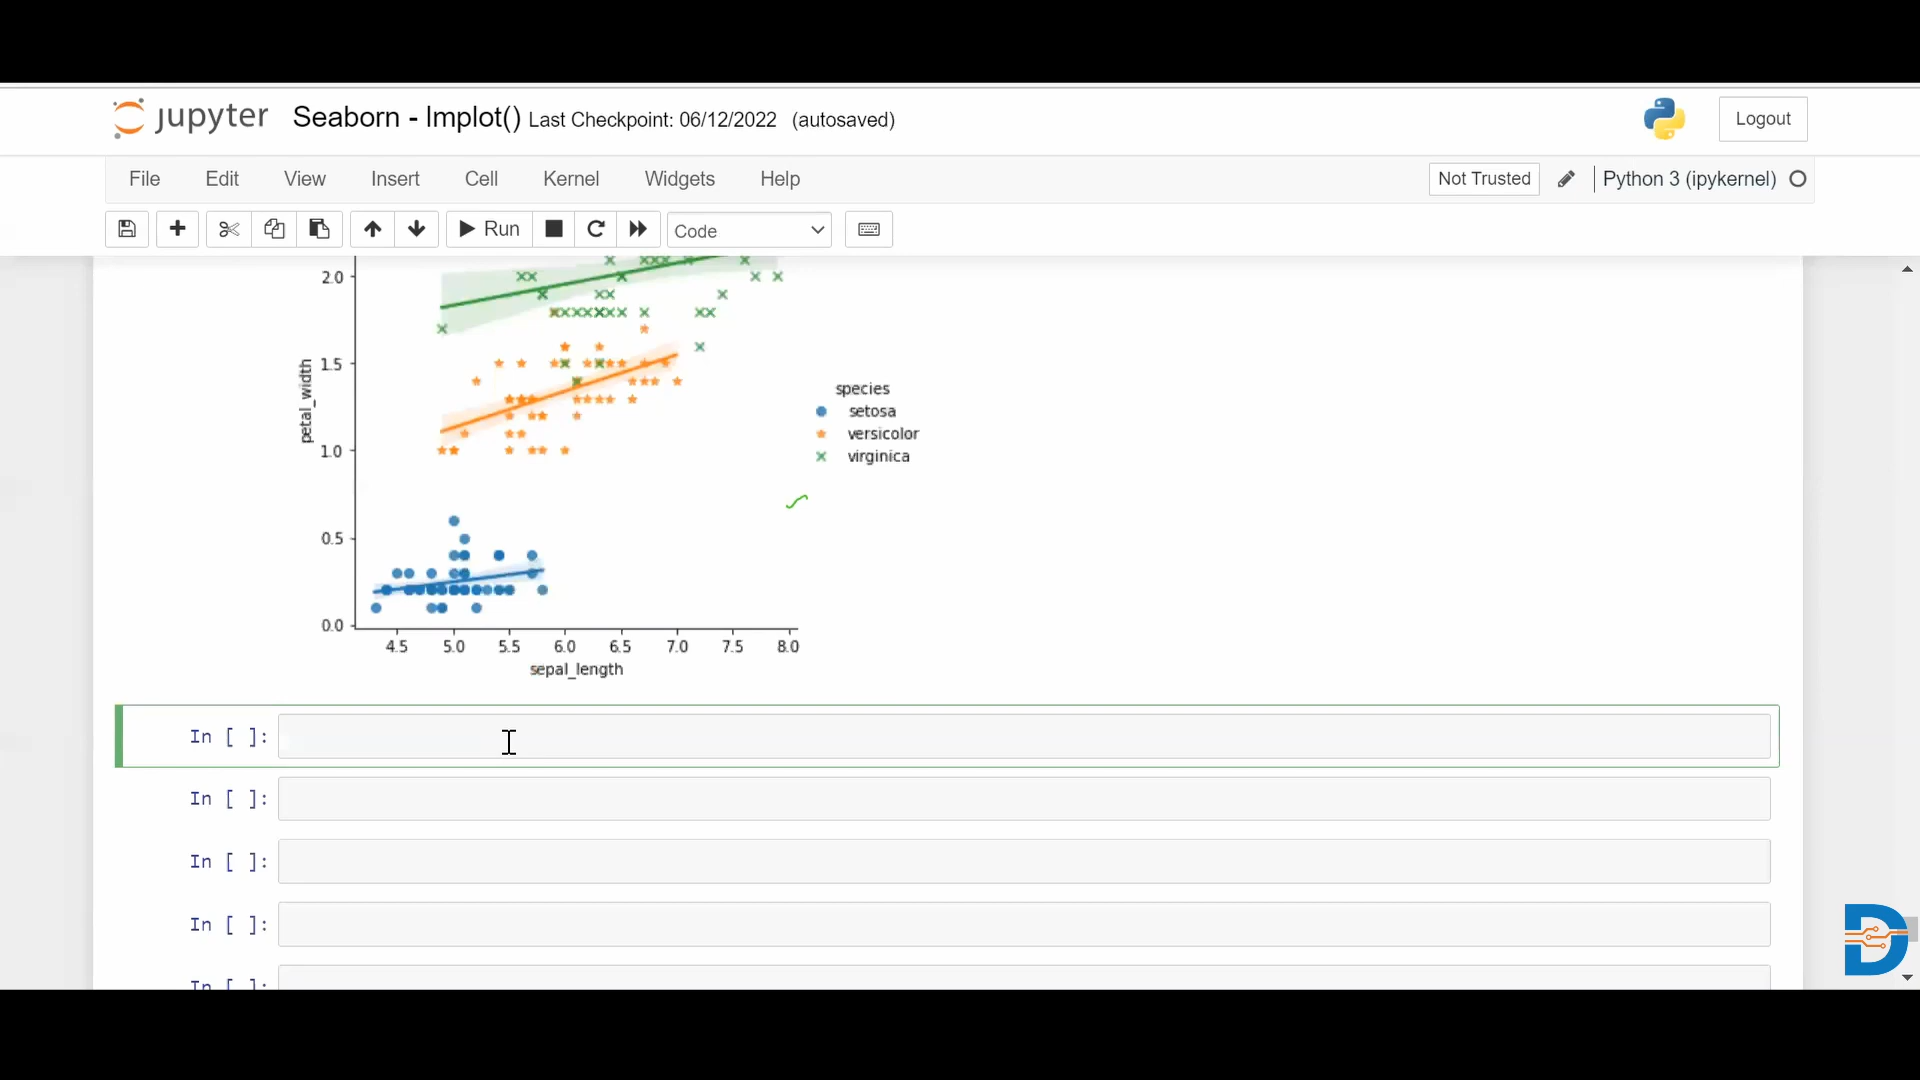 jupyter Seaborn - lmplot() Last Checkpoint: 06/12/2022 (autosaved) Logout
File Edit View Insert Cell Kernel Widgets Help Not Trusted Python 3 (ipykernel)
Run Code
2.0
1.5
1.0
0.5
0.0
petal_width
4.5 5.0 5.5 6.0 6.5 7.0 7.5 8.0
sepal_length
species
setosa
versicolor
virginica
In [ ]:
In [ ]:
In [ ]:
In [ ]:
In [ ]: